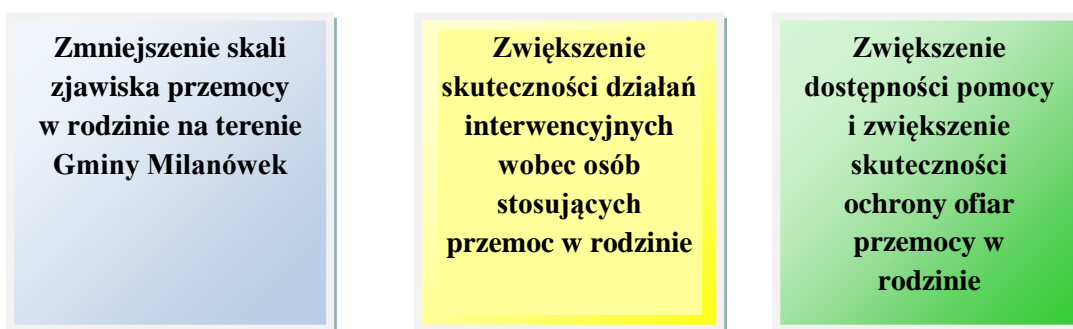 Zmniejszenie skali
zjawiska przemocy
w rodzinie na terenie
Gminy Milanówek
Zwiększenie
skuteczności działań
interwencyjnych
wobec osób
stosujących
przemoc w rodzinie
Zwiększenie
dostępności pomocy
i zwiększenie
skuteczności
ochrony ofiar
przemocy w
rodzinie